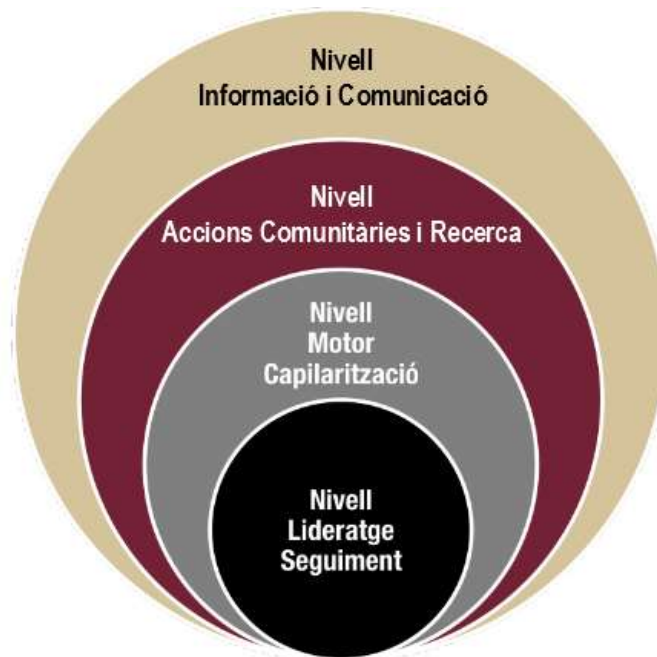 Nivell
Informació i Comunicació
Nivell
Accions Comunitàries i Recerca
Nivell
Motor
Capilarització
Nivell
Lideratge
Seguiment